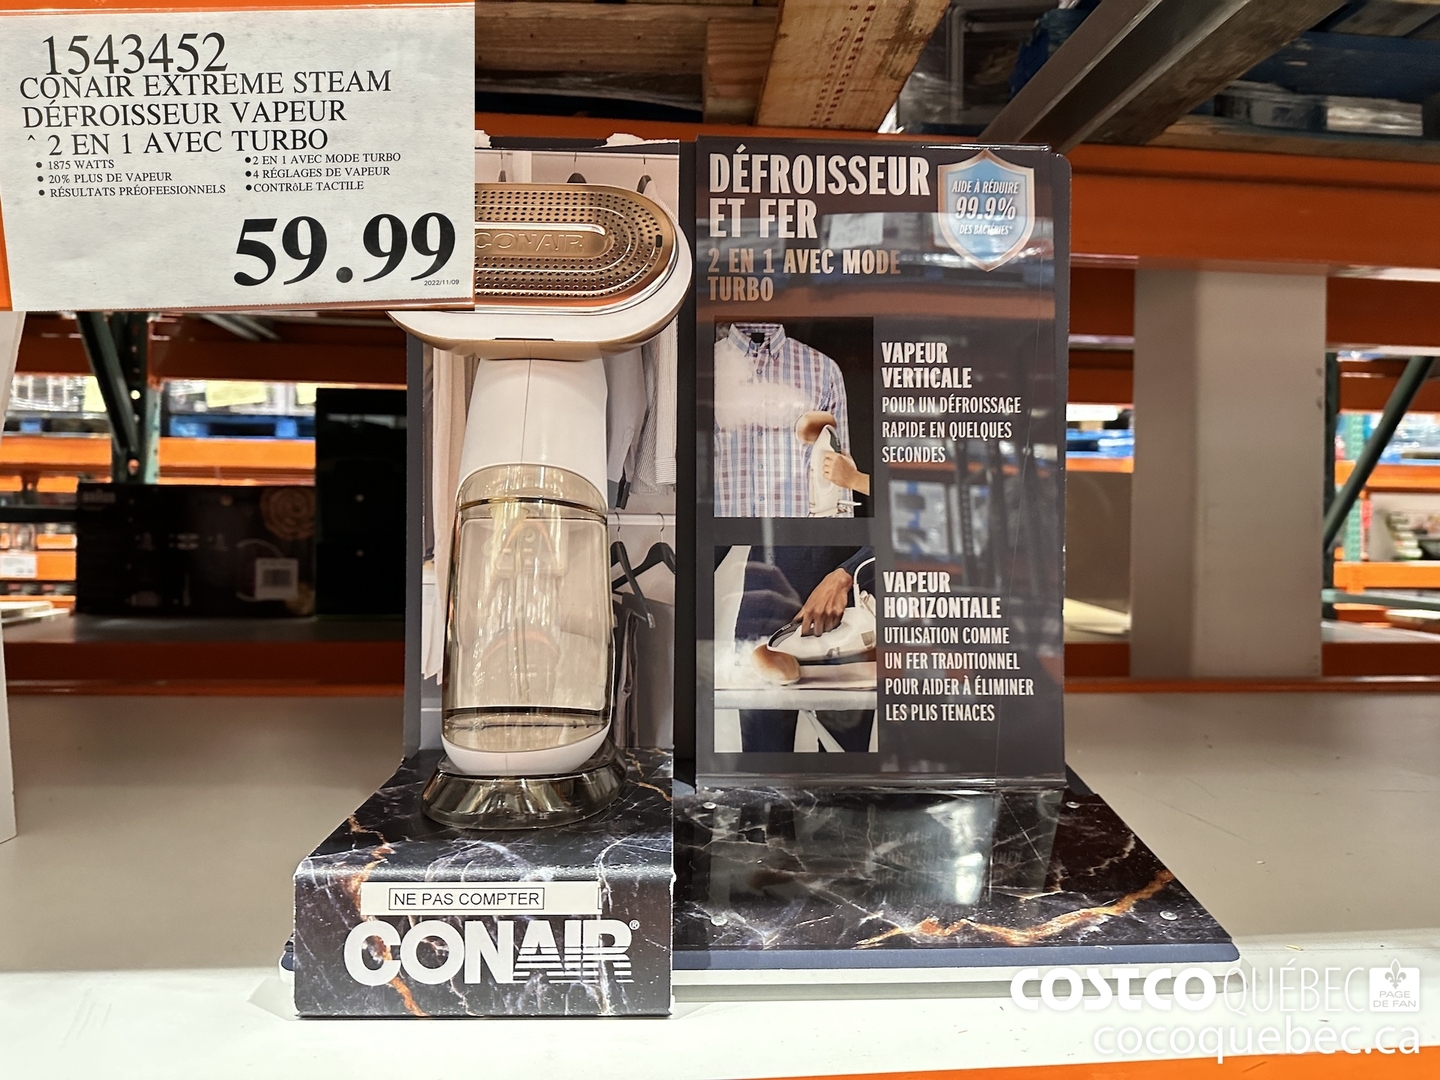 1543452
CONAIR EXTREME STEAM
DÉFROISSEUR VAPEUR
^ 2 EN 1 AVEC TURBO
• 1875 WATTS
• 20% PLUS DE VAPEUR
• RÉSULTATS PRÉOFEESIONNELS
• 2 EN 1 AVEC MODE TURBO
• 4 RÉGLAGES DE VAPEUR
• CONTRôLE TACTILE
59.99
2022/11/09
CONAIR
DÉFROISSEUR
ET FER
2 EN 1 AVEC MODE
TURBO
AIDE À RÉDUIRE
99.9%
DES BACTÉRIES*
VAPEUR
VERTICALE
POUR UN DÉFROISSAGE
RAPIDE EN QUELQUES
SECONDES
VAPEUR
HORIZONTALE
UTILISATION COMME
UN FER TRADITIONNEL
POUR AIDER À ÉLIMINER
LES PLIS TENACES
NE PAS COMPTER
CONAIR®
COSTCO QUÉBEC
PAGE
DE FAN
cocoquebec.ca